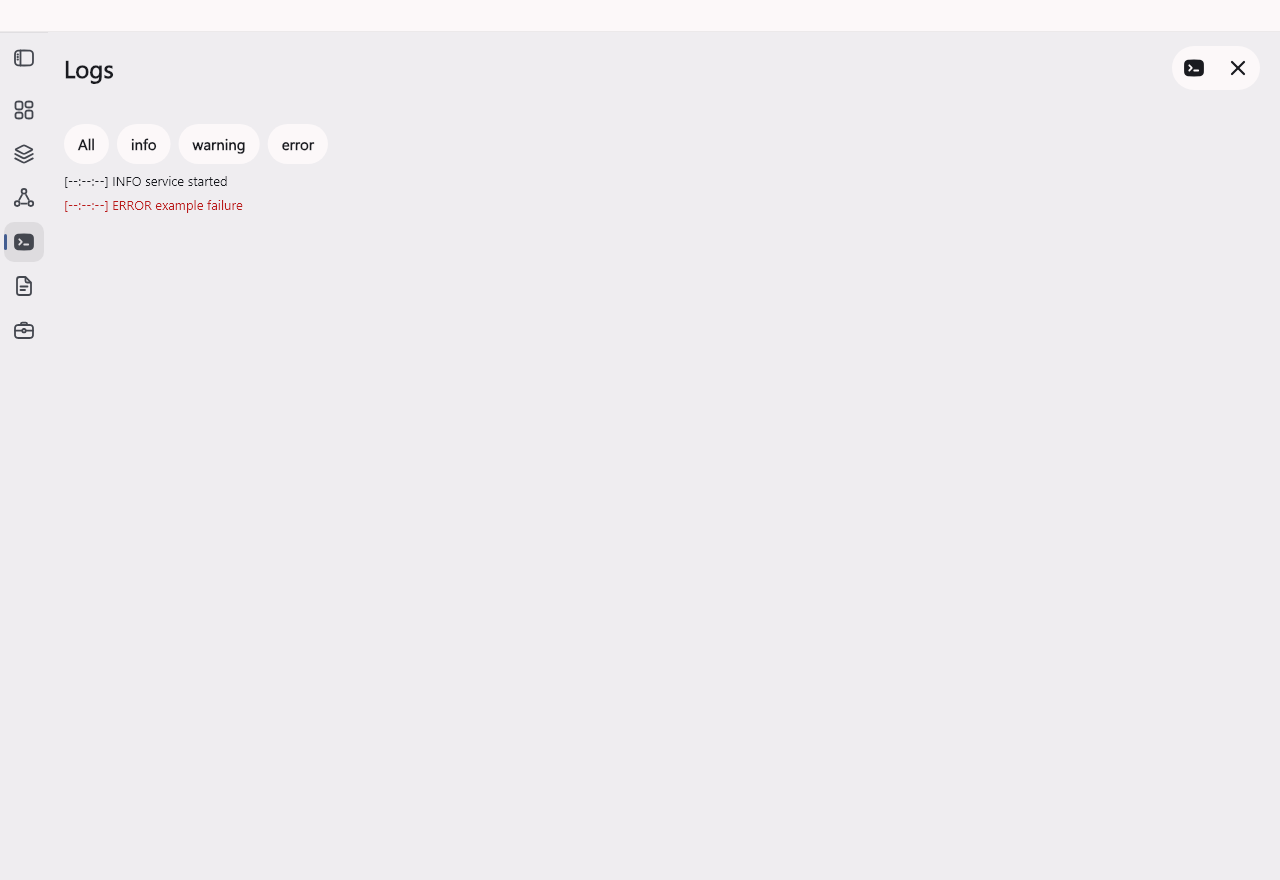 Logs
All info warning error
[--:--:--] INFO service started
[--:--:--] ERROR example failure